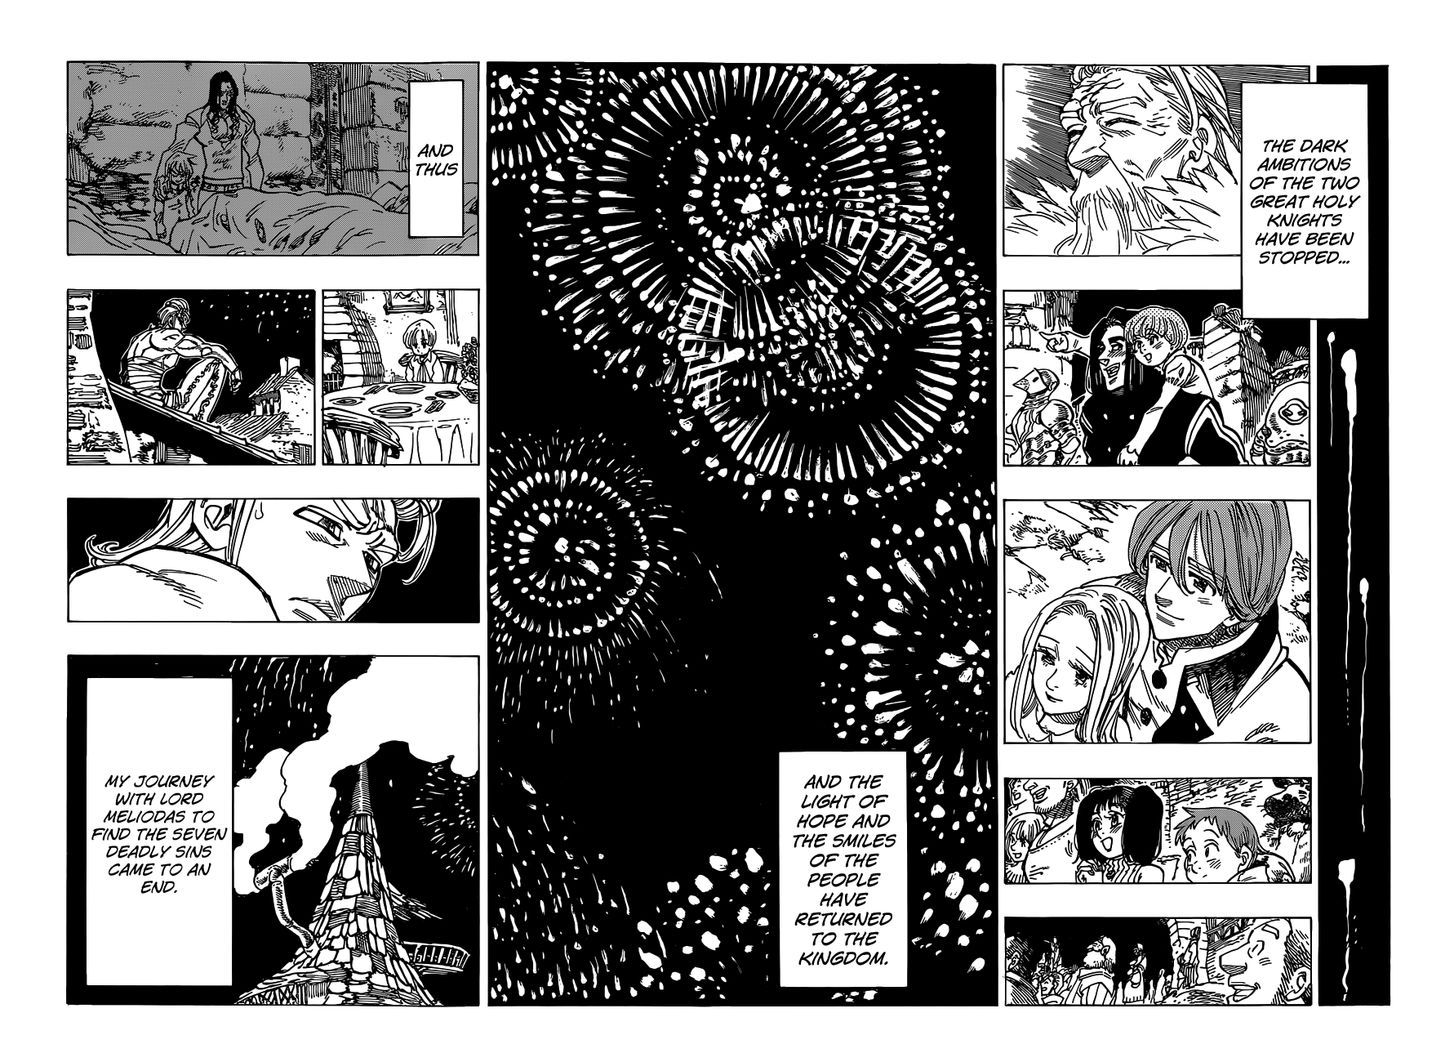 THE DARK
AMBITIONS
OF THE TWO
GREAT HOLY
KNIGHTS
HAVE BEEN
STOPPED...
AND THE
LIGHT OF
HOPE AND
THE SMILES
OF THE
PEOPLE
HAVE
RETURNED
TO THE
KINGDOM.
AND
THUS
MY JOURNEY
WITH LORD
MELIODAS TO
FIND THE SEVEN
DEADLY SINS
CAME TO AN
END.